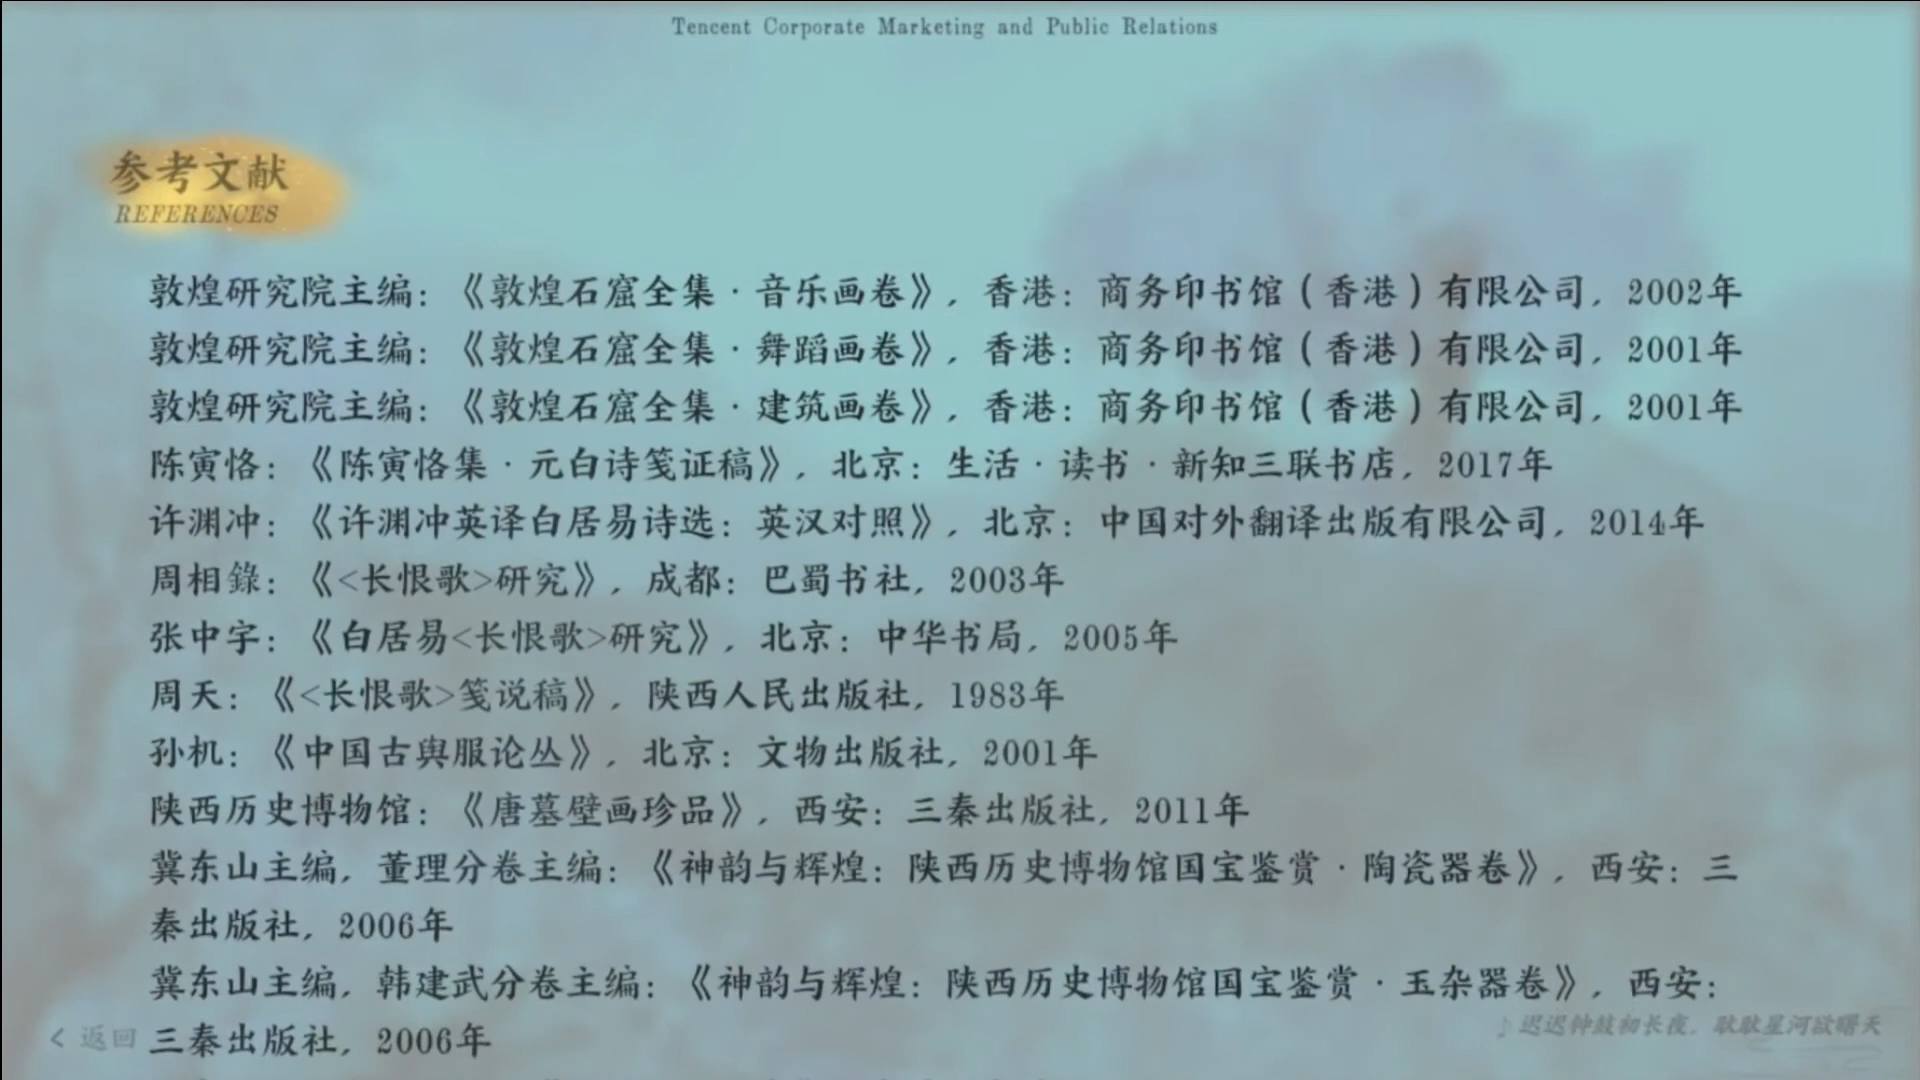 Tencent Corporate Marketing and Public Relations
参考文献
REFERENCES
敦煌研究院主编：《敦煌石窟全集·音乐画卷》，香港：商务印书馆（香港）有限公司，2002年
敦煌研究院主编：《敦煌石窟全集·舞蹈画卷》，香港：商务印书馆（香港）有限公司，2001年
敦煌研究院主编：《敦煌石窟全集·建筑画卷》，香港：商务印书馆（香港）有限公司，2001年
陈寅恪：《陈寅恪集·元白诗笺证稿》，北京：生活·读书·新知三联书店，2017年
许渊冲：《许渊冲英译白居易诗选：英汉对照》，北京：中国对外翻译出版有限公司，2014年
周相錄：《<长恨歌>研究》，成都：巴蜀书社，2003年
张中宇：《白居易<长恨歌>研究》，北京：中华书局，2005年
周天：《<长恨歌>笺说稿》，陕西人民出版社，1983年
孙机：《中国古舆服论丛》，北京：文物出版社，2001年
陕西历史博物馆：《唐墓壁画珍品》，西安：三秦出版社，2011年
冀东山主编，董理分卷主编：《神韵与辉煌：陕西历史博物馆国宝鉴赏·陶瓷器卷》，西安：三
秦出版社，2006年
冀东山主编，韩建武分卷主编：《神韵与辉煌：陕西历史博物馆国宝鉴赏·玉杂器卷》，西安：
三秦出版社，2006年
< 返回
♪ 迟迟钟鼓初长夜，耿耿星河欲曙天